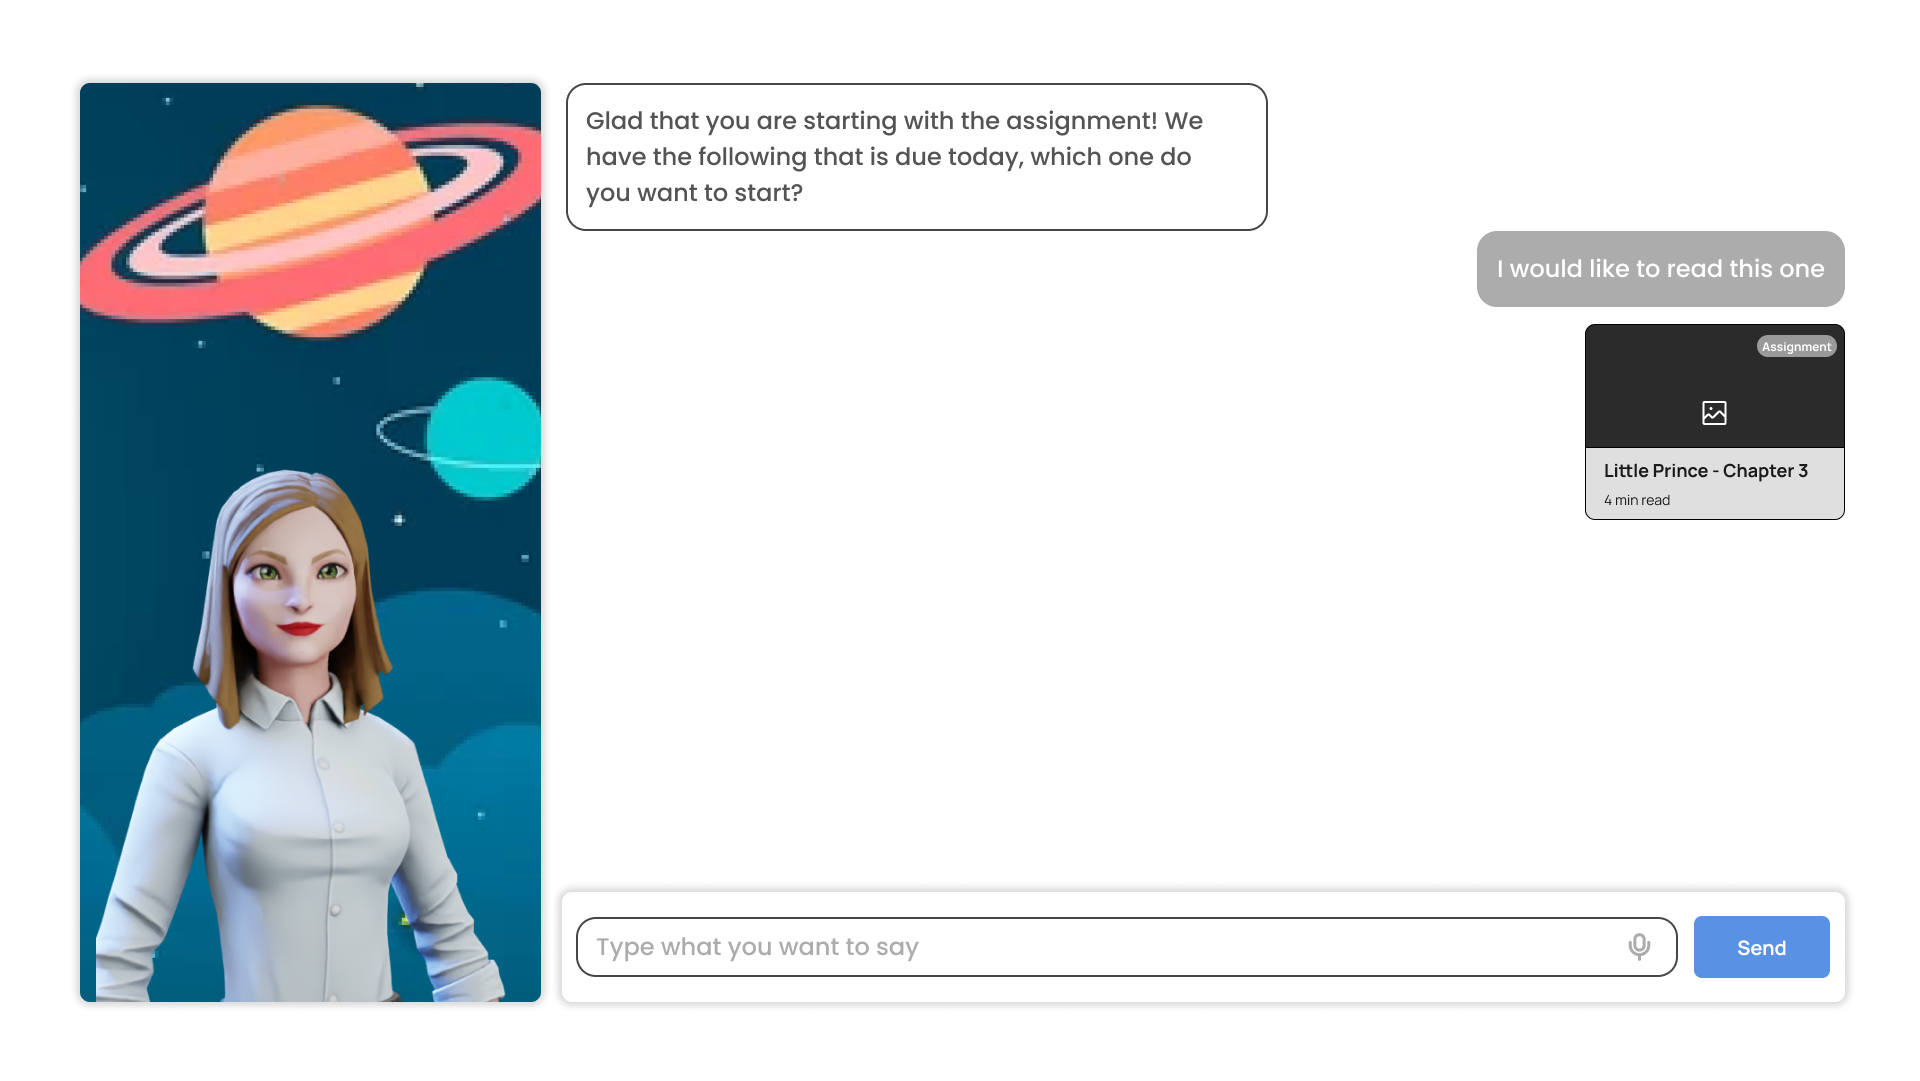 Glad that you are starting with the assignment! We
have the following that is due today, which one do
you want to start?
I would like to read this one
Assignment
Little Prince - Chapter 3
4 min read
Type what you want to say
Send